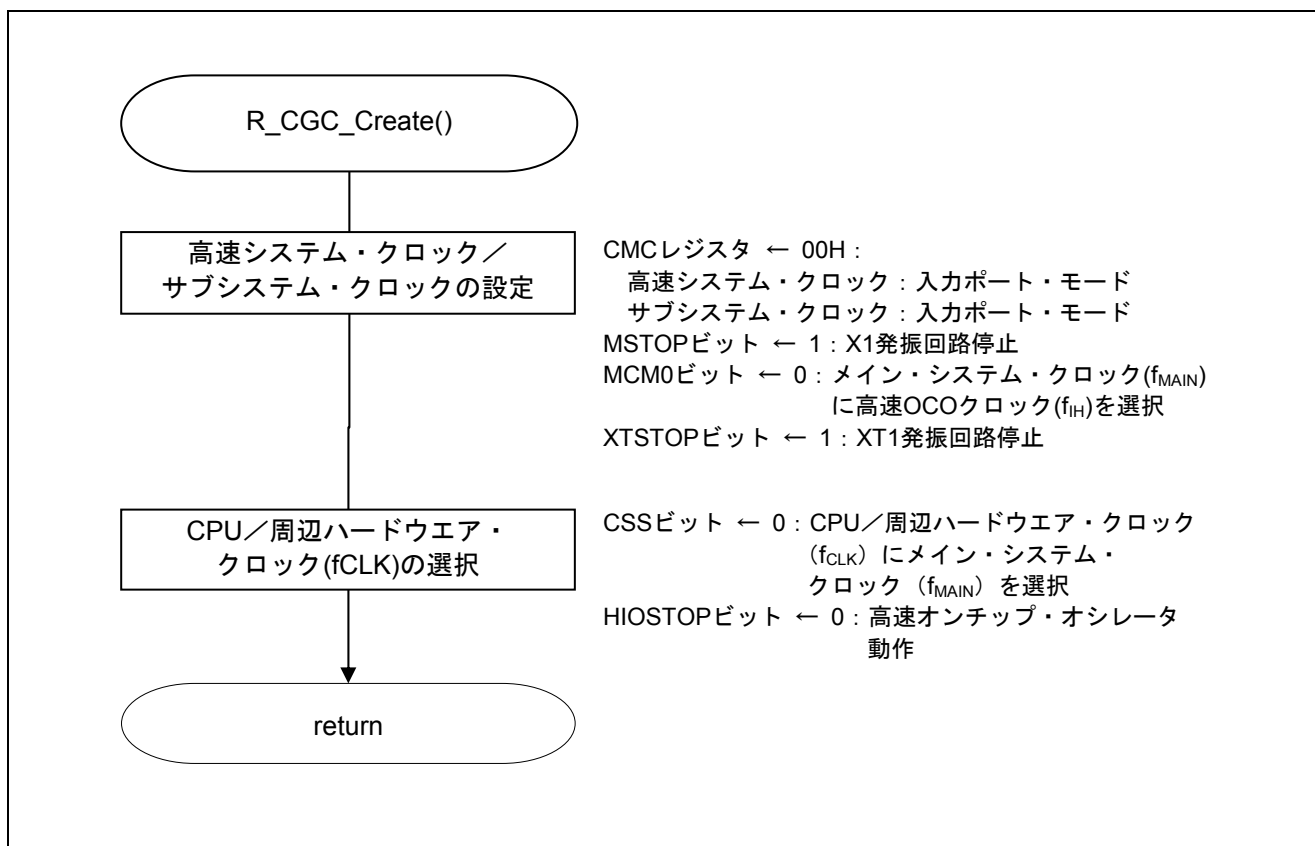 R_CGC_Create()
高速システム・クロック／
サブシステム・クロックの設定
CMCレジスタ ← 00H：
高速システム・クロック：入力ポート・モード
サブシステム・クロック：入力ポート・モード
MSTOPビット ← 1：X1発振回路停止
MCM0ビット ← 0：メイン・システム・クロック(fMAIN)
に高速OCOクロック(fIH)を選択
XTSTOPビット ← 1：XT1発振回路停止
CPU／周辺ハードウエア・
クロック(fCLK)の選択
CSSビット ← 0：CPU／周辺ハードウエア・クロック
（fCLK）にメイン・システム・
クロック（fMAIN）を選択
HIOSTOPビット ← 0：高速オンチップ・オシレータ
動作
return